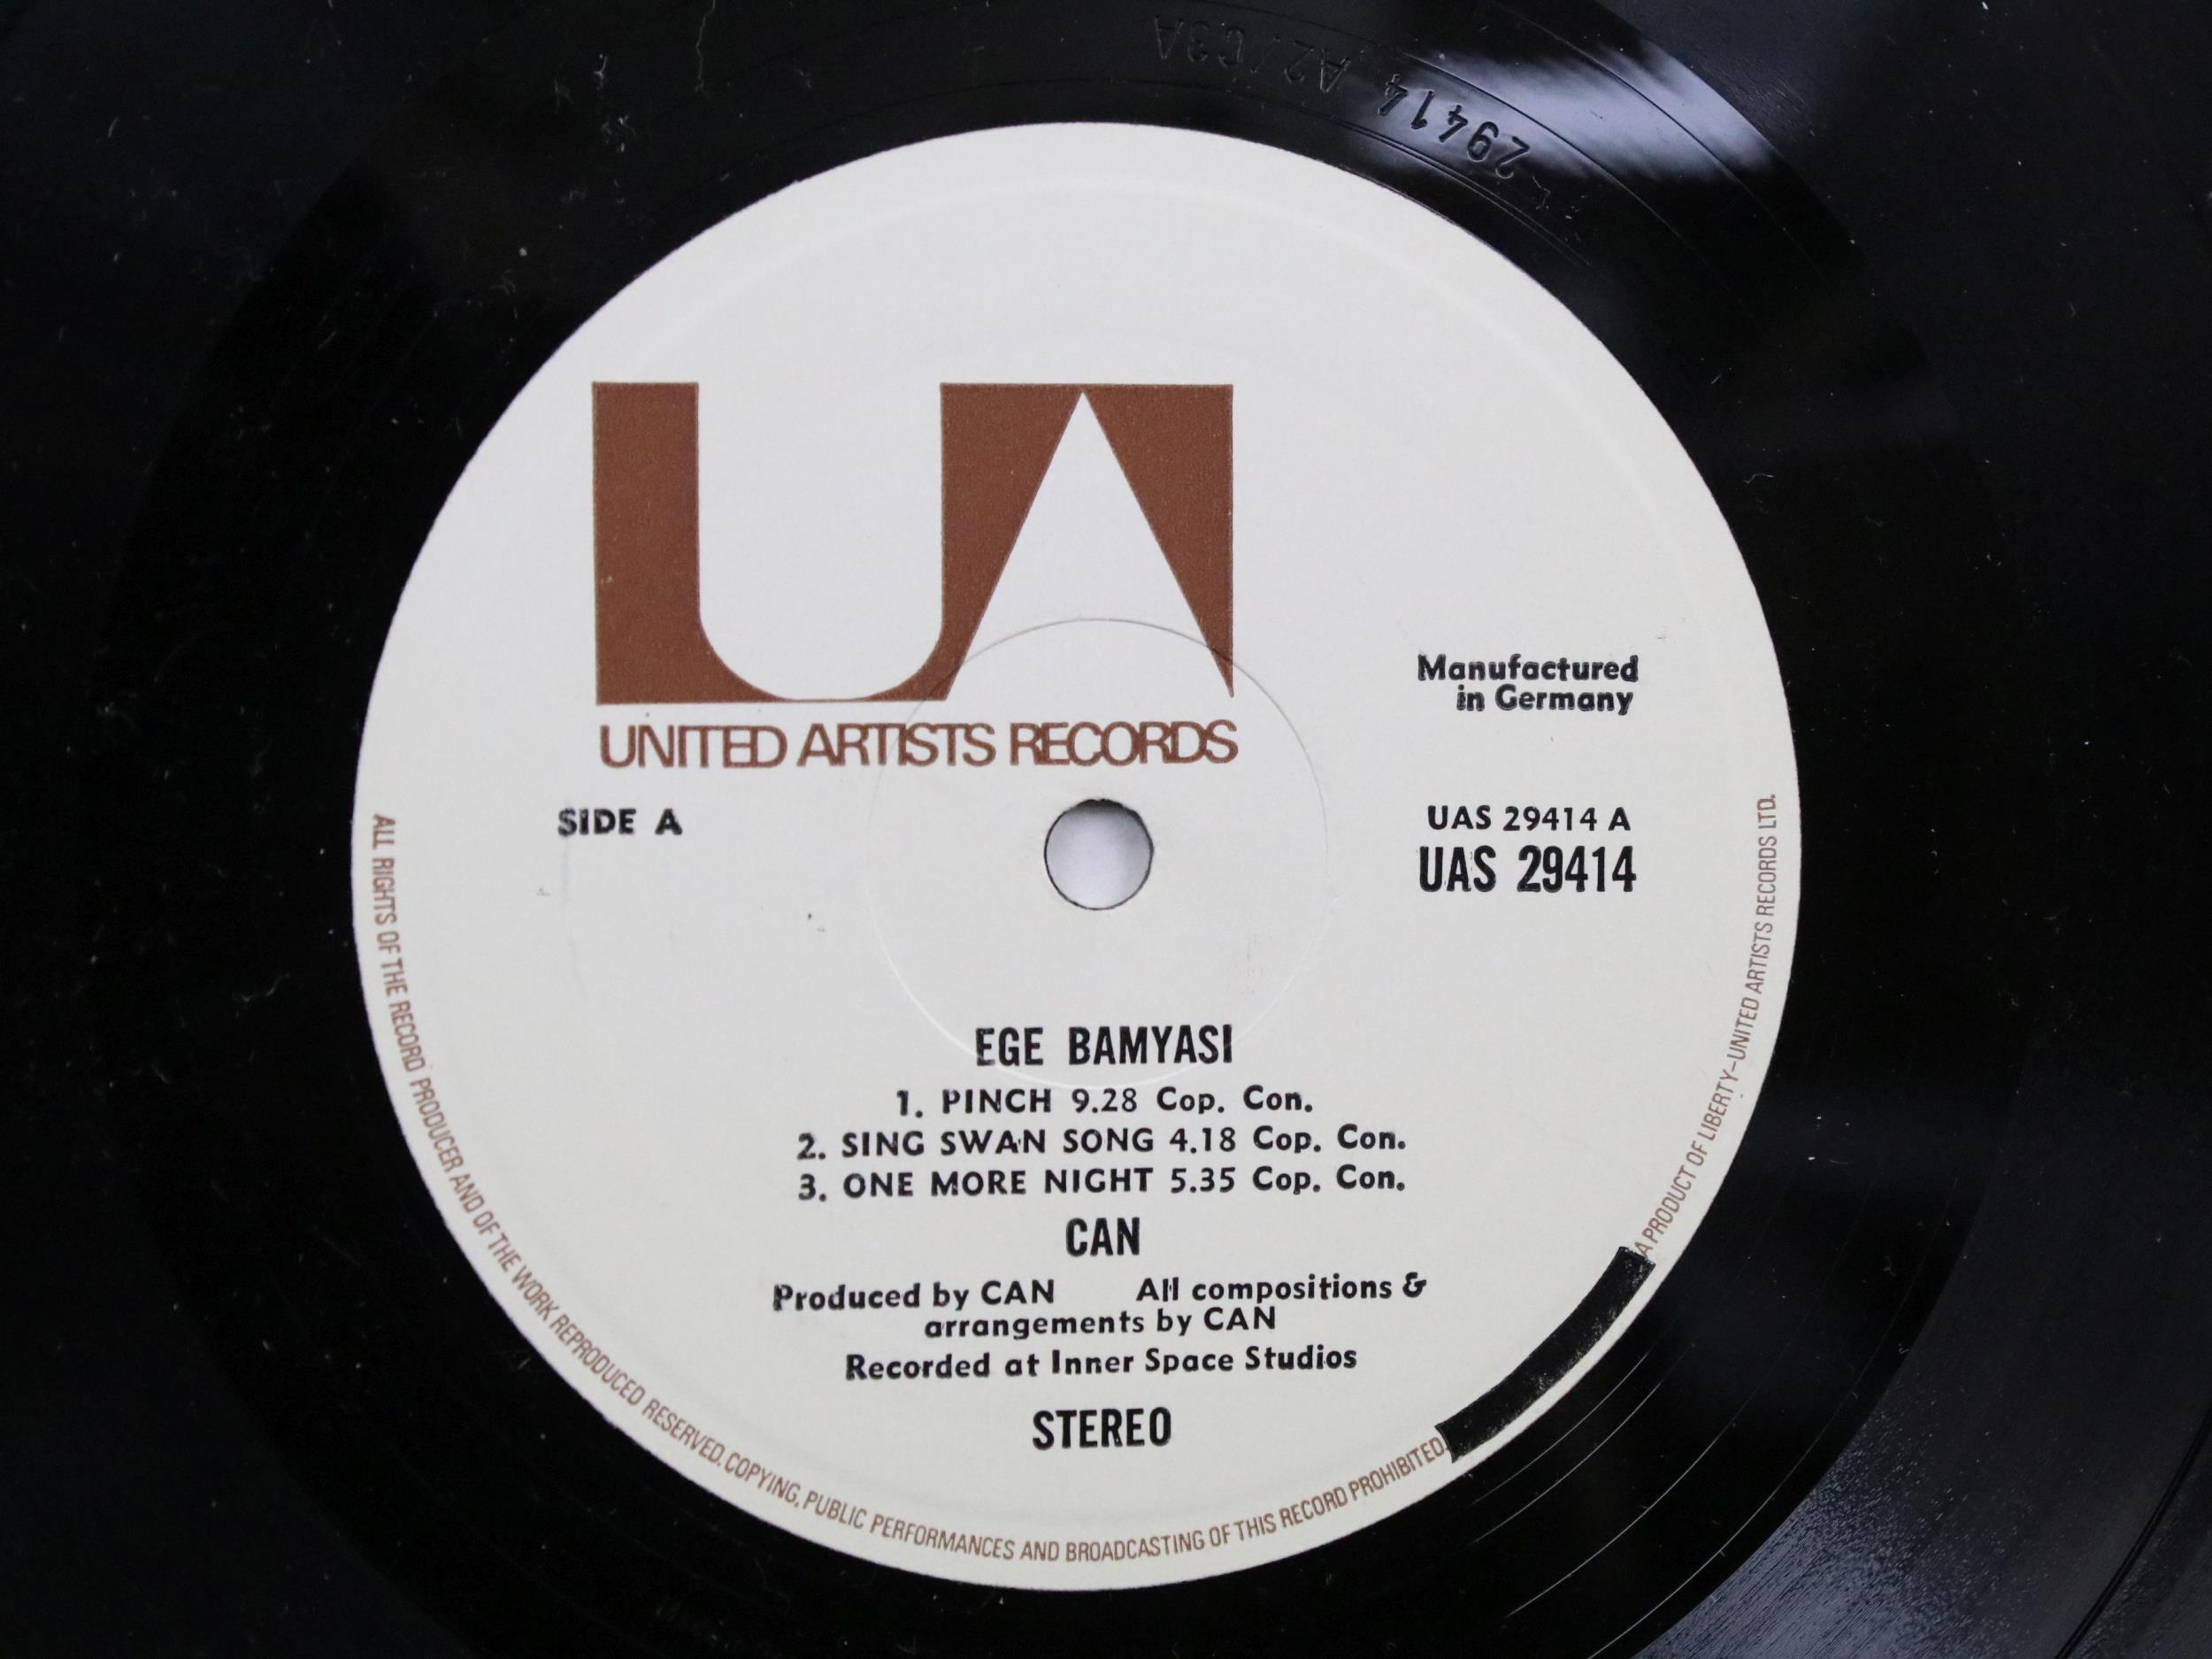 29414 A2/C3A
UA
UNITED ARTISTS RECORDS
Manufactured
in Germany
SIDE A
UAS 29414 A
UAS 29414
EGE BAMYASI
1. PINCH 9.28 Cop. Con.
2. SING SWAN SONG 4.18 Cop. Con.
3. ONE MORE NIGHT 5.35 Cop. Con.
CAN
Produced by CAN All compositions &
arrangements by CAN
Recorded at Inner Space Studios
STEREO
ALL RIGHTS OF THE RECORD PRODUCER AND OF THE WORK REPRODUCED RESERVED. COPYING, PUBLIC PERFORMANCES AND BROADCASTING OF THIS RECORD PROHIBITED.
A PRODUCT OF LIBERTY-UNITED ARTISTS RECORDS LTD.